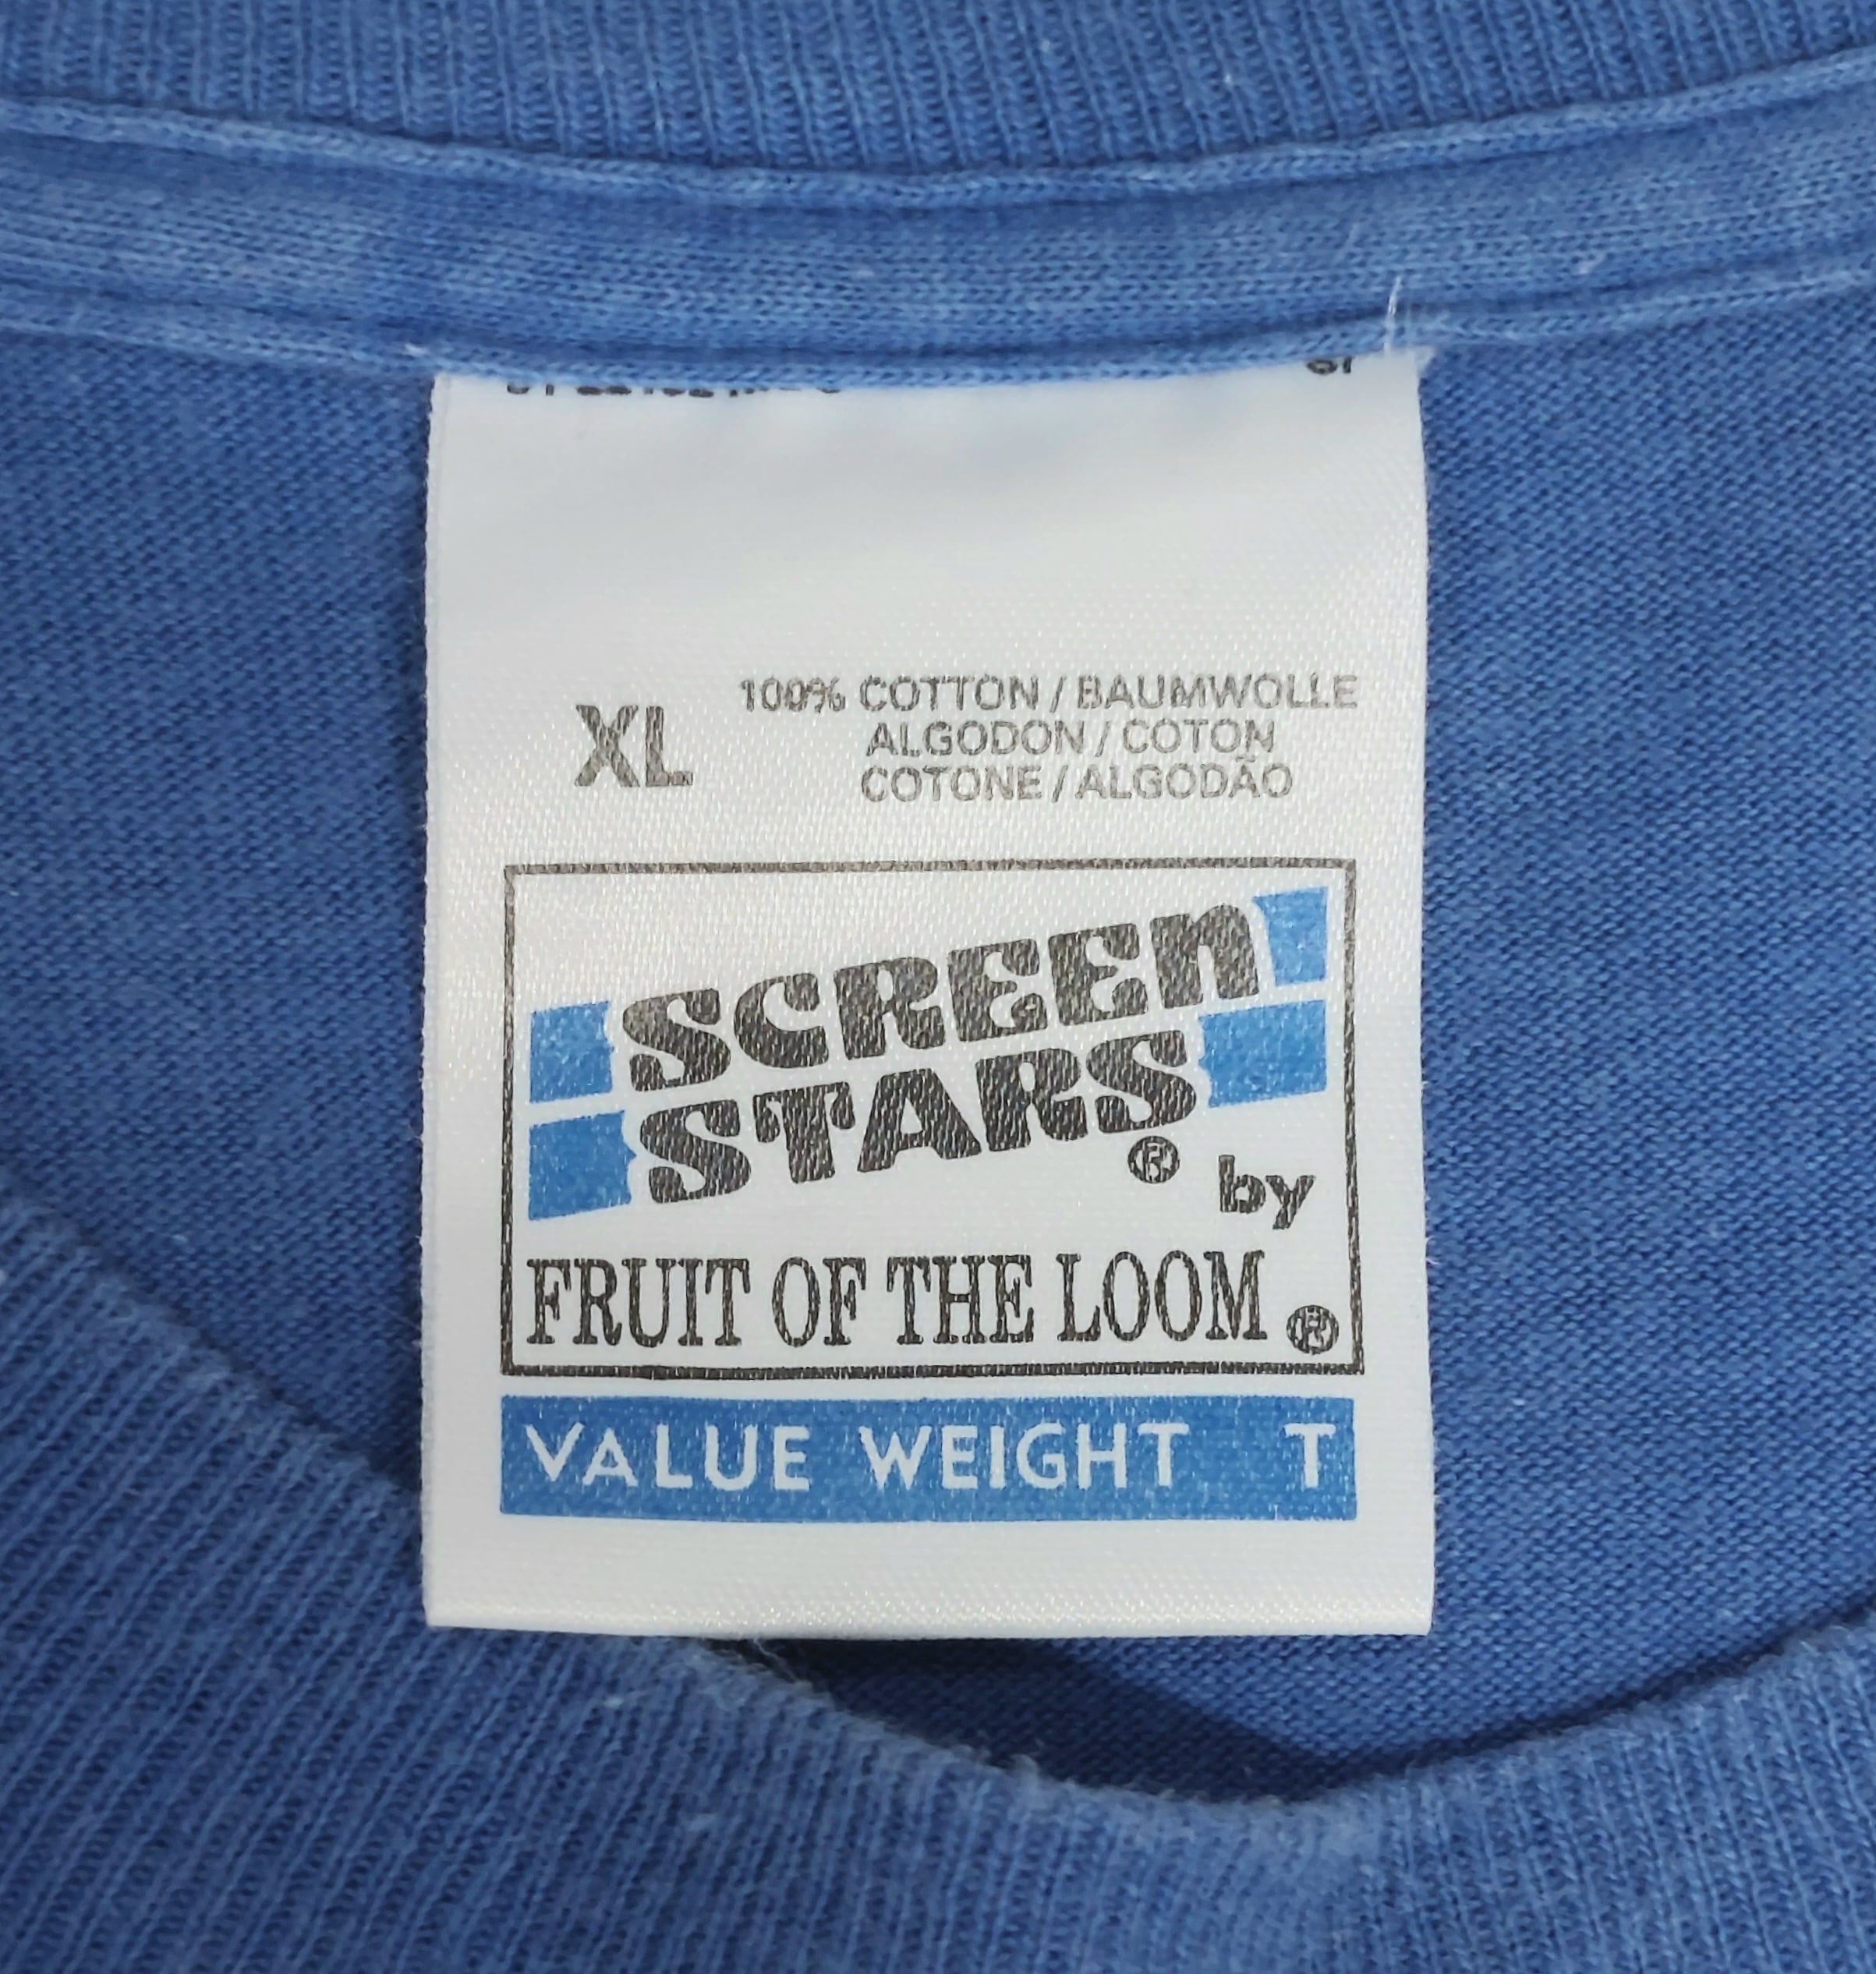 XL
100% COTTON / BAUMWOLLE
ALGODON / COTON
COTONE / ALGODÃO
SCREEN
STARS® by
FRUIT OF THE LOOM®
VALUE WEIGHT T